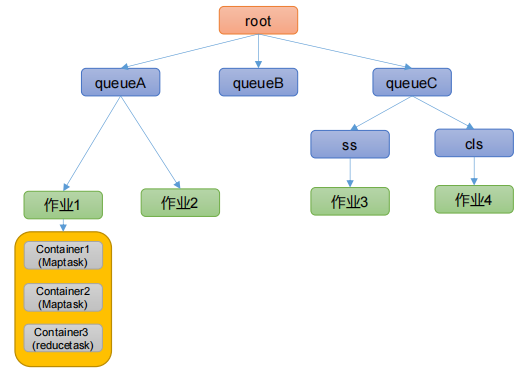 root
queueA
queueB
queueC
ss
cls
作业1
作业2
作业3
作业4
Container1
(Maptask)
Container2
(Maptask)
Container3
(reducetask)